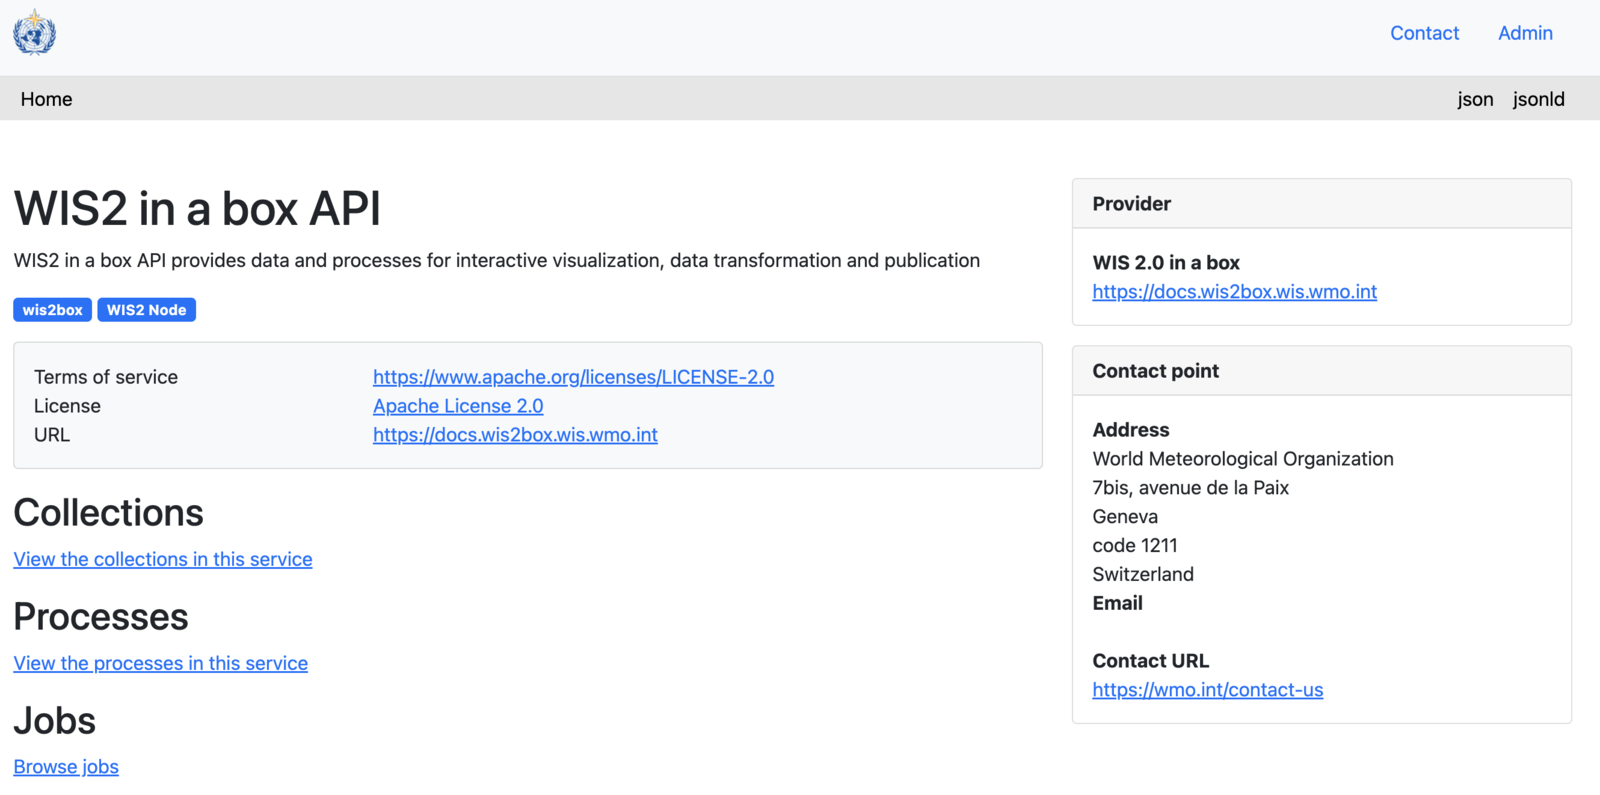 Contact Admin
Home json jsonld
WIS2 in a box API
WIS2 in a box API provides data and processes for interactive visualization, data transformation and publication
wis2box WIS2 Node
Terms of service https://www.apache.org/licenses/LICENSE-2.0
License Apache License 2.0
URL https://docs.wis2box.wis.wmo.int
Collections
View the collections in this service
Processes
View the processes in this service
Jobs
Browse jobs
Provider
WIS 2.0 in a box
https://docs.wis2box.wis.wmo.int
Contact point
Address
World Meteorological Organization
7bis, avenue de la Paix
Geneva
code 1211
Switzerland
Email
Contact URL
https://wmo.int/contact-us